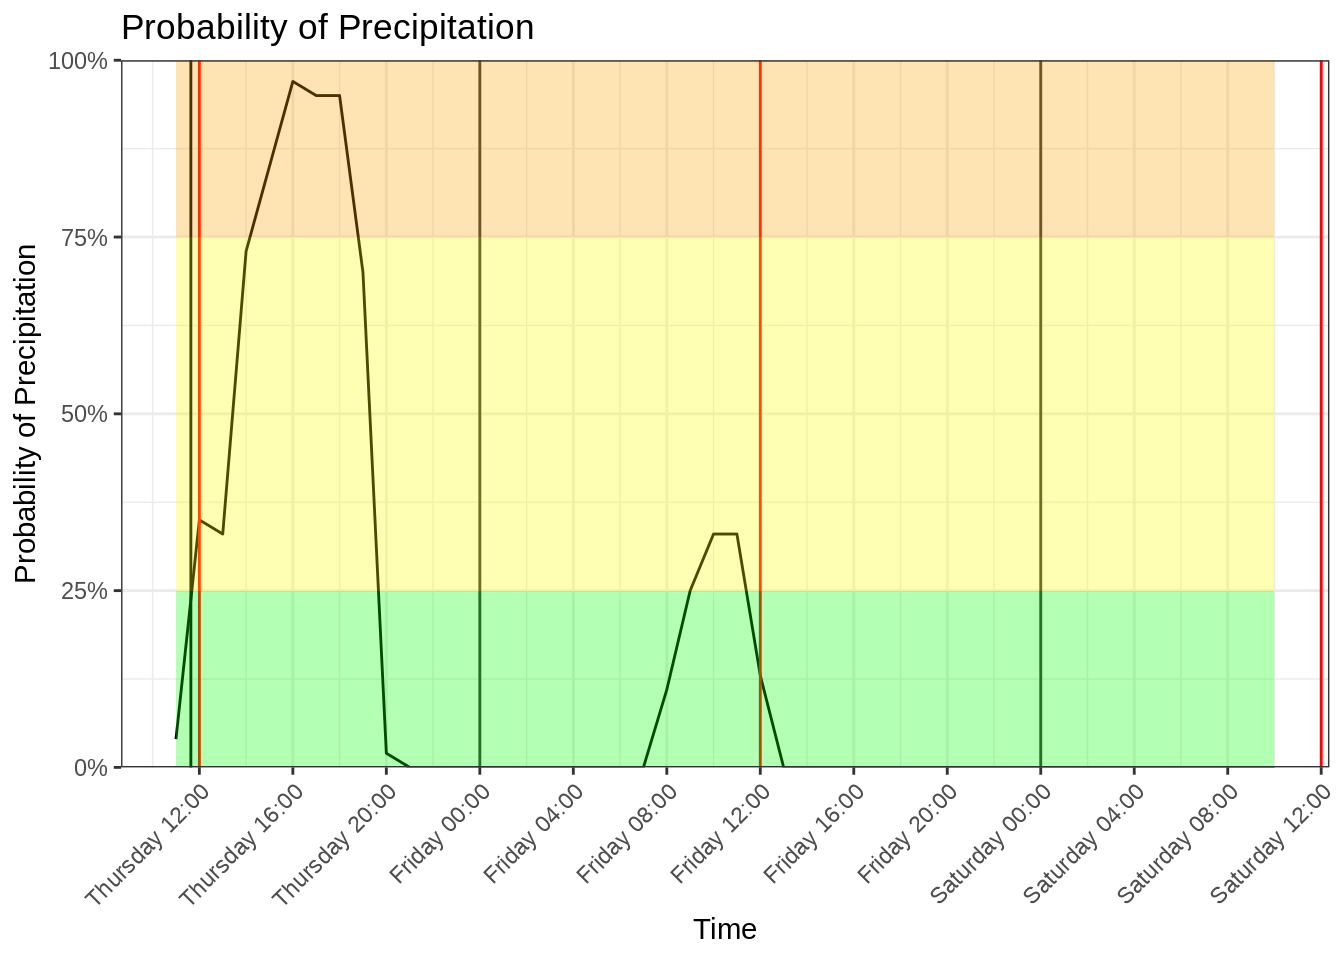 Probability of Precipitation
Probability of Precipitation
100%
75%
50%
25%
0%
Thursday 12:00
Thursday 16:00
Thursday 20:00
Friday 00:00
Friday 04:00
Friday 08:00
Friday 12:00
Friday 16:00
Friday 20:00
Saturday 00:00
Saturday 04:00
Saturday 08:00
Saturday 12:00
Time